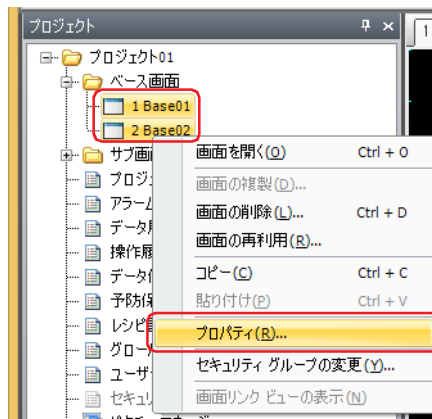 プロジェクト
1
プロジェクト01
ベース画面
1 Base01
2 Base02
サブ画
画面を開く(O) Ctrl + O
プロジ
画面の複製(D)...
アラーム
画面の削除(L)... Ctrl + D
データ
画面の再利用(R)...
操作履
データ
コピー(C) Ctrl + C
予防保
貼り付け(P) Ctrl + V
レシピ
プロパティ(R)...
グロー
セキュリティ グループの変更(Y)...
ユーザ
セキュ
画面リンク ビューの表示(N)